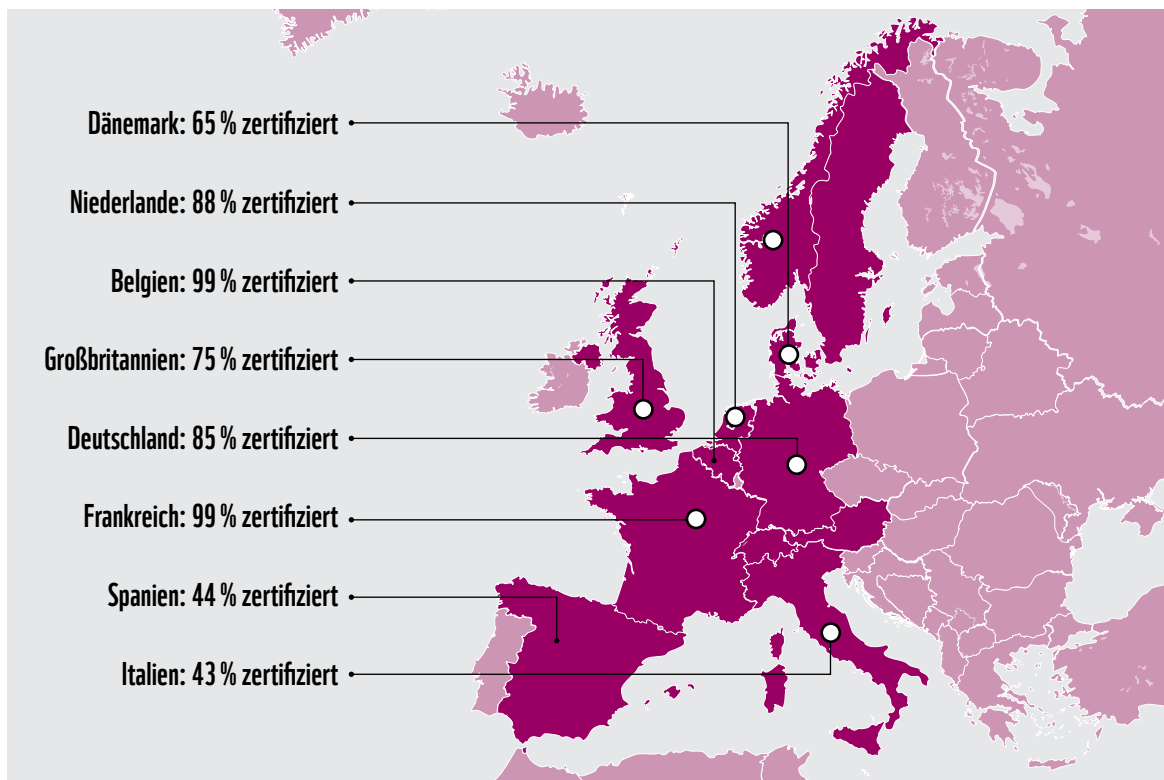 Dänemark: 65 % zertifiziert
Niederlande: 88 % zertifiziert
Belgien: 99 % zertifiziert
Großbritannien: 75 % zertifiziert
Deutschland: 85 % zertifiziert
Frankreich: 99 % zertifiziert
Spanien: 44 % zertifiziert
Italien: 43 % zertifiziert